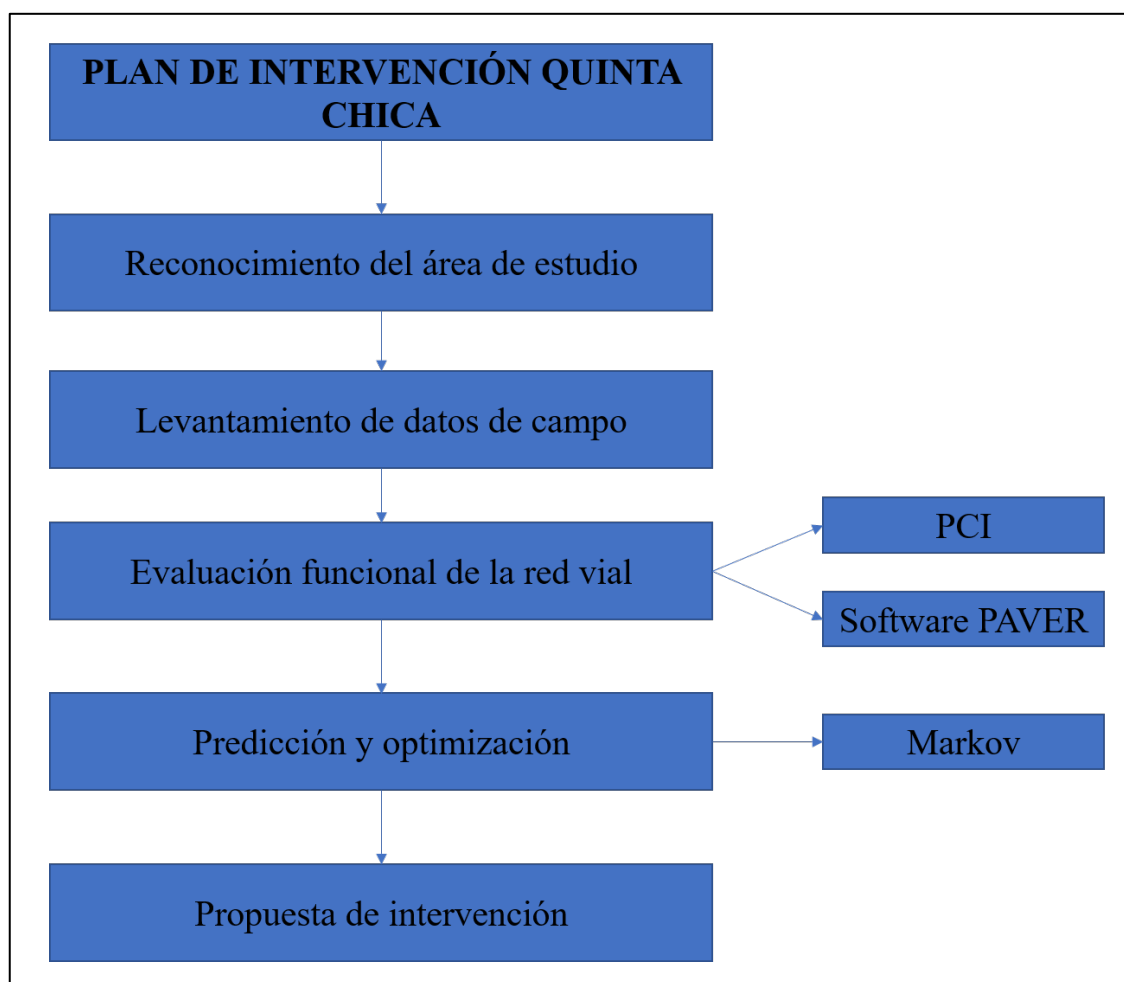 PLAN DE INTERVENCIÓN QUINTA
CHICA
Reconocimiento del área de estudio
Levantamiento de datos de campo
Evaluación funcional de la red vial
PCI
Software PAVER
Predicción y optimización
Markov
Propuesta de intervención